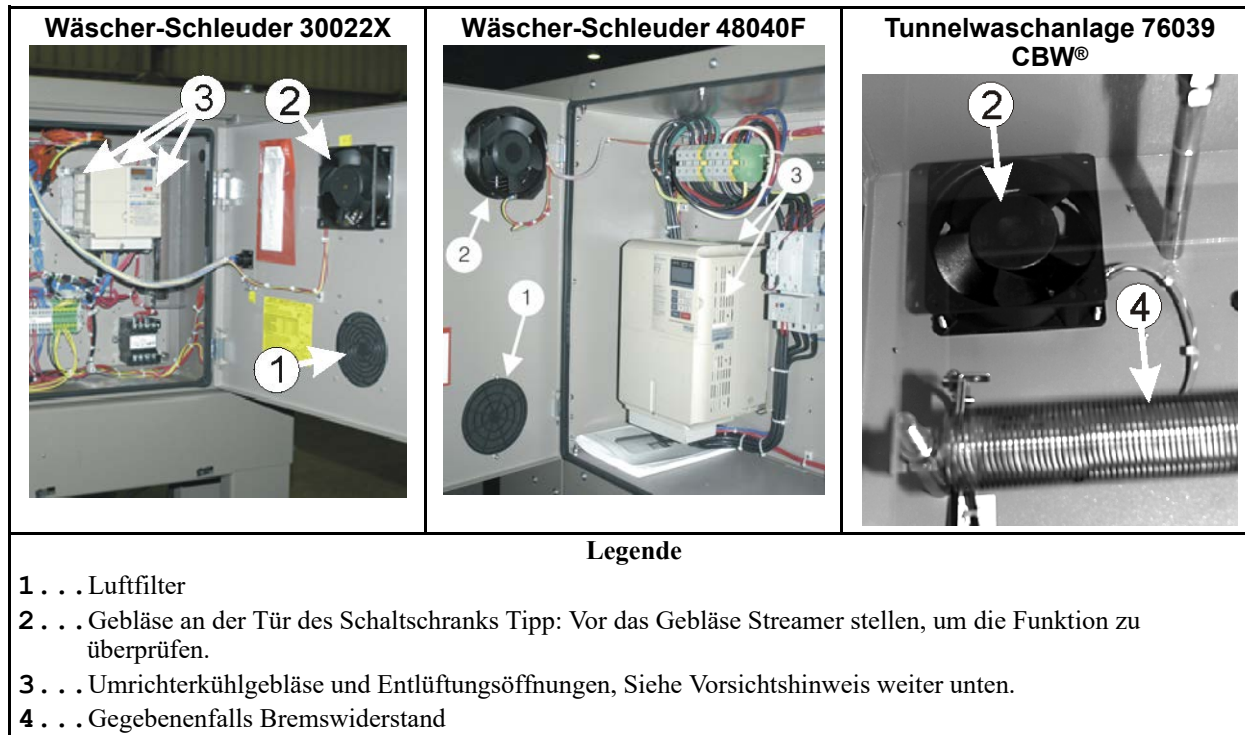 Wäscher-Schleuder 30022X
Wäscher-Schleuder 48040F
Tunnelwaschanlage 76039
CBW®
3
2
1
2
3
1
2
4
Legende
1...Luftfilter
2...Gebläse an der Tür des Schaltschranks Tipp: Vor das Gebläse Streamer stellen, um die Funktion zu
überprüfen.
3...Umrichterkühlgebläse und Entlüftungsöffnungen, Siehe Vorsichtshinweis weiter unten.
4...Gegebenenfalls Bremswiderstand